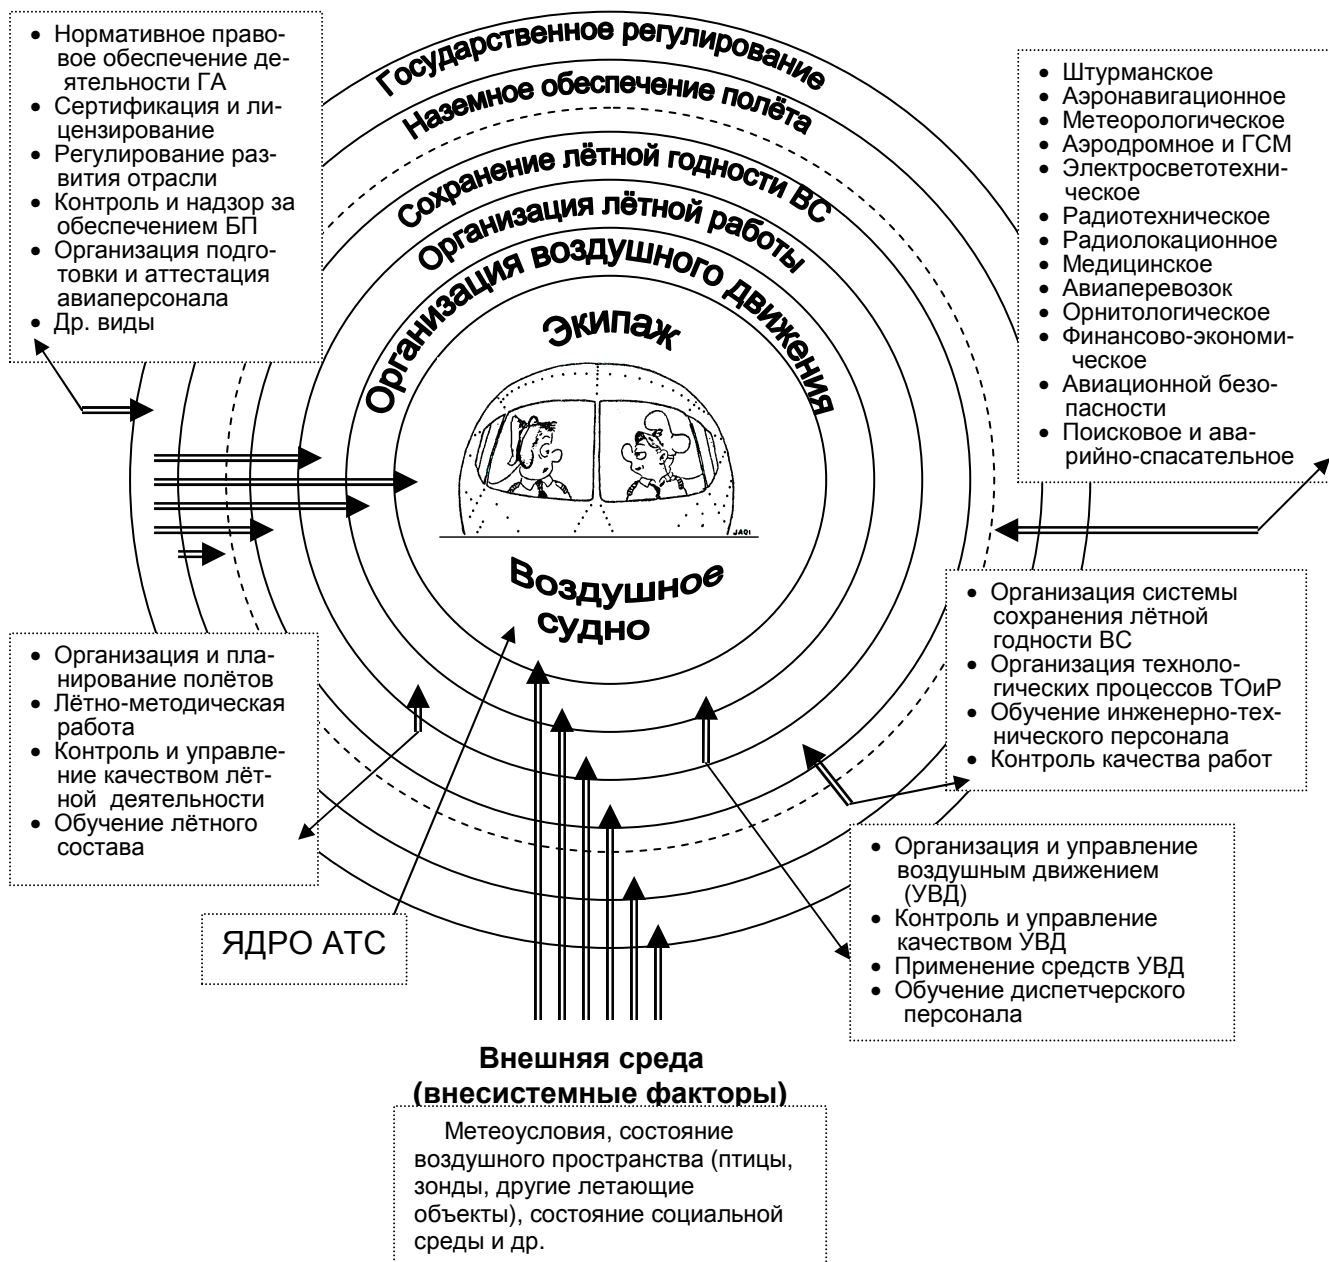 • Нормативное право-
вое обеспечение де-
ятельности ГА
• Сертификация и ли-
цензирование
• Регулирование раз-
вития отрасли
• Контроль и надзор за
обеспечением БП
• Организация подго-
товки и аттестация
авиаперсонала
• Др. виды
Государственное регулирование
Наземное обеспечение полёта
Сохранение лётной годности ВС
Организация лётной работы
Организация воздушного движения
Экипаж
JAQI
Воздушное
судно
• Штурманское
• Аэронавигационное
• Метеорологическое
• Аэродромное и ГСМ
• Электросветотехни-
ческое
• Радиотехническое
• Радиолокационное
• Медицинское
• Авиаперевозок
• Орнитологическое
• Финансово-экономи-
ческое
• Авиационной безо-
пасности
• Поисковое и ава-
рийно-спасательное
• Организация системы
сохранения лётной
годности ВС
• Организация техноло-
гических процессов ТОиР
• Обучение инженерно-тех-
нического персонала
• Контроль качества работ
• Организация и пла-
нирование полётов
• Лётно-методическая
работа
• Контроль и управле-
ние качеством лёт-
ной деятельности
• Обучение лётного
состава
• Организация и управление
воздушным движением
(УВД)
• Контроль и управление
качеством УВД
• Применение средств УВД
• Обучение диспетчерского
персонала
ЯДРО АТС
Внешняя среда
(внесистемные факторы)
Метеоусловия, состояние
воздушного пространства (птицы,
зонды, другие летающие
объекты), состояние социальной
среды и др.